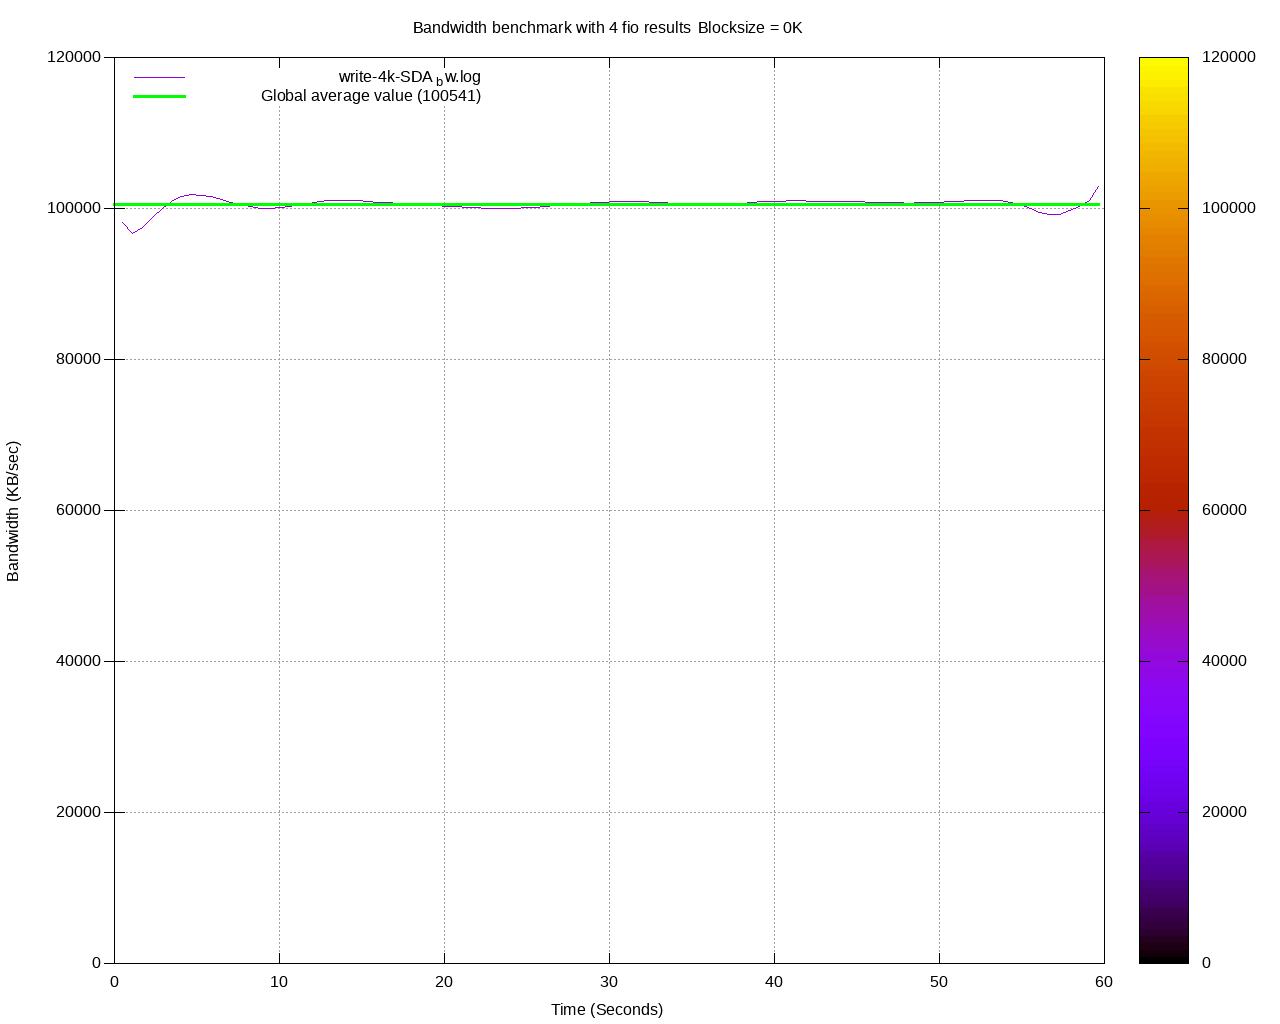 Bandwidth benchmark with 4 fio results Blocksize = 0K
write-4k-SDA_bw.log
Global average value (100541)
120000
100000
80000
60000
40000
20000
0
Bandwidth (KB/sec)
0 10 20 30 40 50 60
Time (Seconds)
120000
100000
80000
60000
40000
20000
0